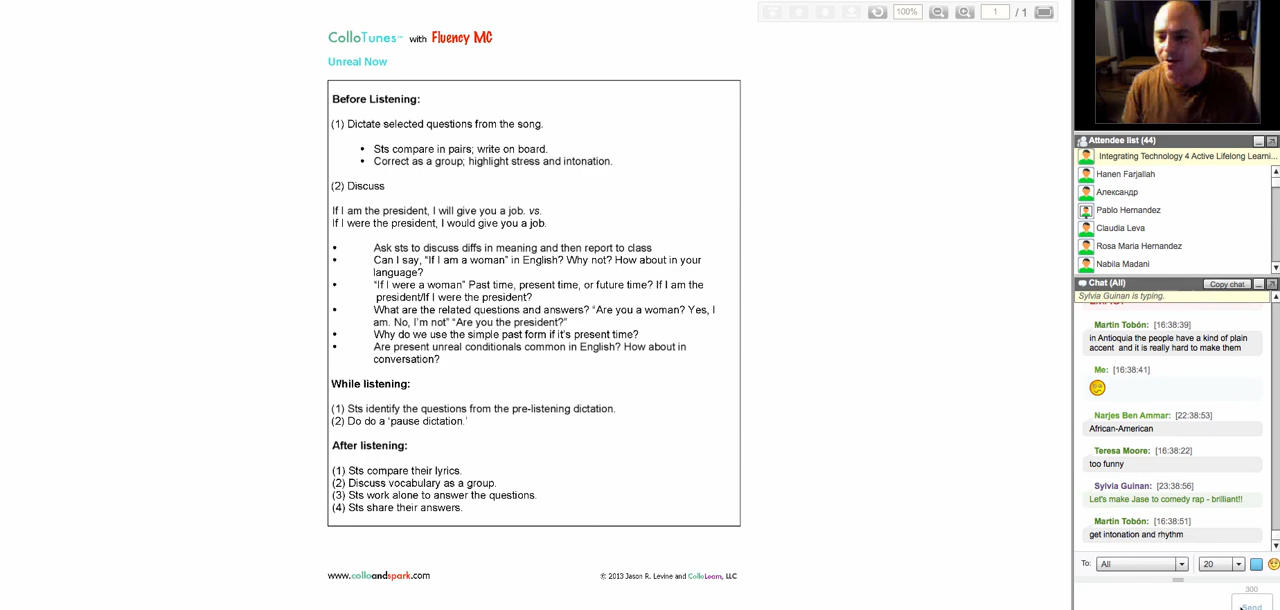 100%
1 / 1
ColloTunes™ with Fluency MC
Unreal Now
Before Listening:
(1) Dictate selected questions from the song.
• Sts compare in pairs; write on board.
• Correct as a group; highlight stress and intonation.
(2) Discuss
If I am the president, I will give you a job. vs.
If I were the president, I would give you a job.
• Ask sts to discuss diffs in meaning and then report to class
• Can I say, "If I am a woman" in English? Why not? How about in your
language?
• "If I were a woman" Past time, present time, or future time? If I am the
president/If I were the president?
• What are the related questions and answers? "Are you a woman? Yes, I
am. No, I'm not" "Are you the president?"
• Why do we use the simple past form if it's present time?
• Are present unreal conditionals common in English? How about in
conversation?
While listening:
(1) Sts identify the questions from the pre-listening dictation.
(2) Do do a 'pause dictation.'
After listening:
(1) Sts compare their lyrics.
(2) Discuss vocabulary as a group.
(3) Sts work alone to answer the questions.
(4) Sts share their answers.
www.colloandspark.com
© 2013 Jason R. Levine and ColloLearn, LLC
Attendee list (44)
Integrating Technology 4 Active Lifelong Learni...
Hanen Farjallah
Александр
Pablo Hernandez
Claudia Leva
Rosa Maria Hernandez
Nabila Madani
Chat (All)
Copy chat
Sylvia Guinan is typing.
Martin Tobón: [16:38:39]
in Antioquia the people have a kind of plain
accent and it is really hard to make them
Me: [16:38:41]
Narjes Ben Ammar: [22:38:53]
African-American
Teresa Moore: [16:38:22]
too funny
Sylvia Guinan: [23:38:56]
Let's make Jase to comedy rap - brilliant!!
Martin Tobón: [16:38:51]
get intonation and rhythm
To: All 20
300
Send